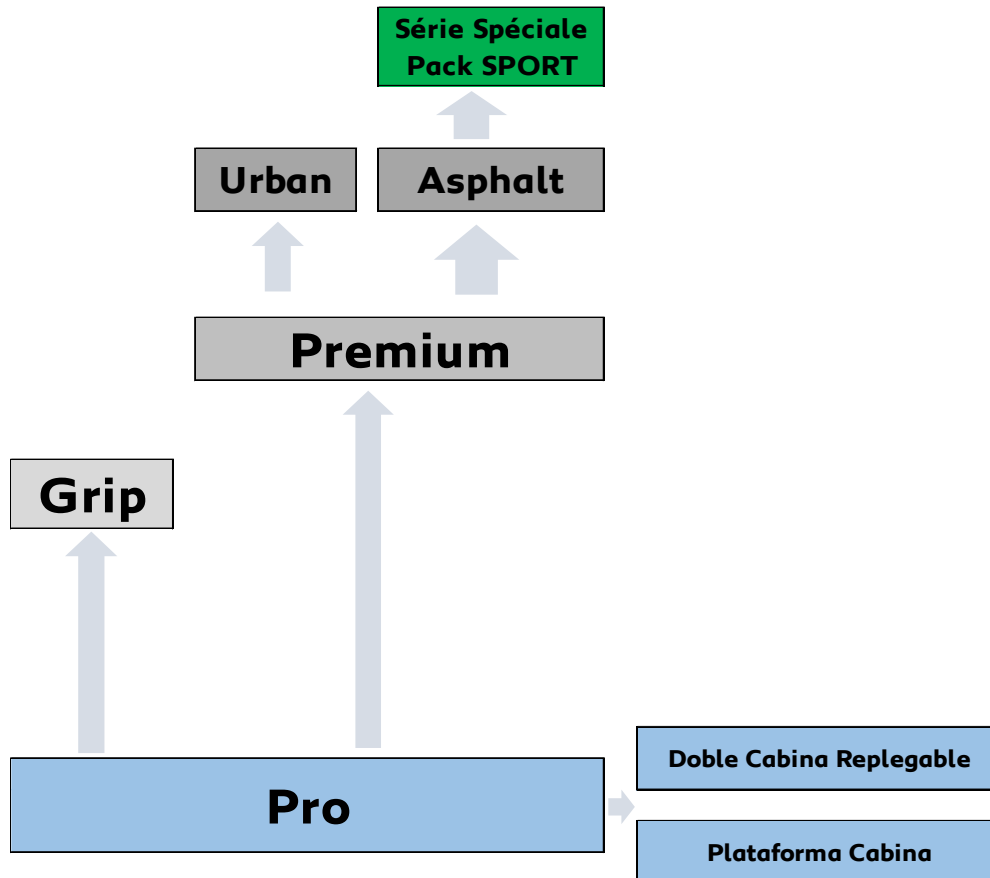 Série Spéciale
Pack SPORT
Urban
Asphalt
Premium
Grip
Pro
Doble Cabina Replegable
Plataforma Cabina